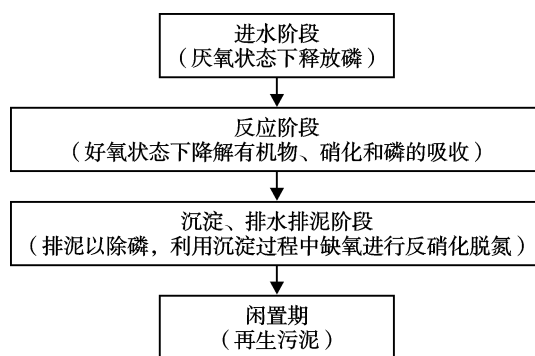 进水阶段
（厌氧状态下释放磷）
反应阶段
（好氧状态下降解有机物、硝化和磷的吸收）
沉淀、排水排泥阶段
（排泥以除磷，利用沉淀过程中缺氧进行反硝化脱氮）
闲置期
（再生污泥）